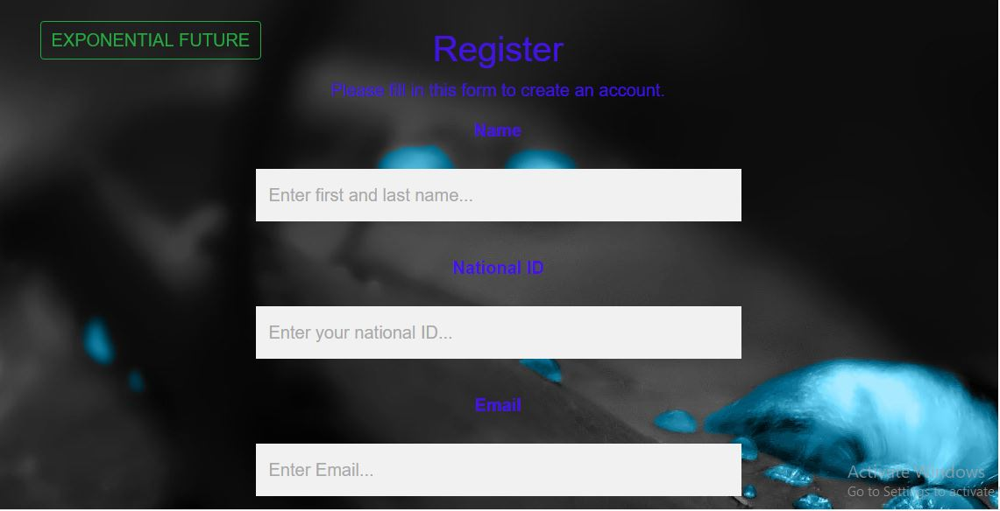 EXPONENTIAL FUTURE
Register
Please fill in this form to create an account.
Name
Enter first and last name...
National ID
Enter your national ID...
Email
Enter Email...
Activate Windows
Go to Settings to activate